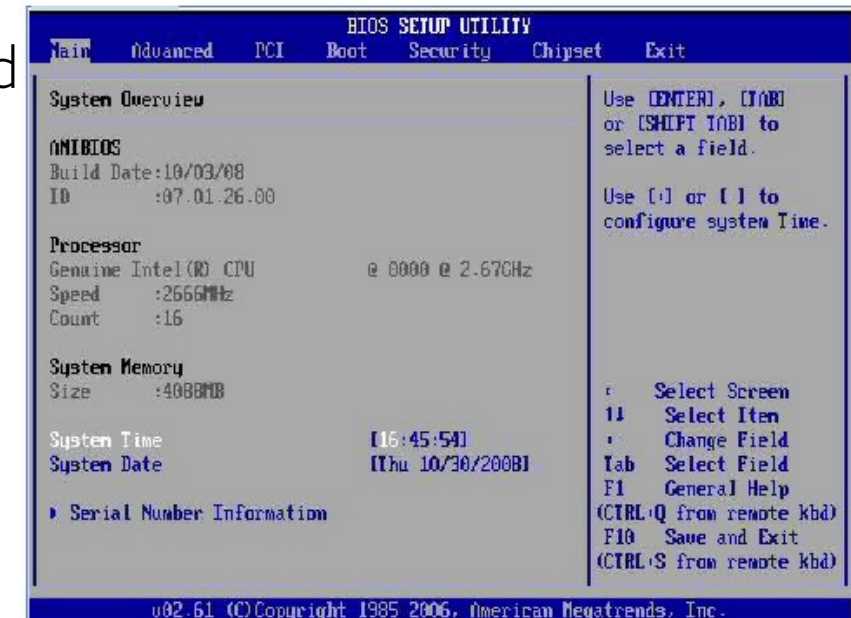 d
BIOS SETUP UTILITY
Main Advanced PCI Boot Security Chipset Exit
System Overview
AMIBIOS
Build Date:10/03/08
ID :07.01.26.00
Processor
Genuine Intel(R) CPU @ 0000 @ 2.67GHz
Speed :2666MHz
Count :16
System Memory
Size :4088MB
System Time [16:45:54]
System Date [Thu 10/30/2008]
Serial Number Information
Use [ENTER], [TAB]
or [SHIFT TAB] to
select a field.
Use [+] or [-] to
configure system Time.
Select Screen
↑↓ Select Item
Change Field
Tab Select Field
F1 General Help
(CTRL+Q from remote kbd)
F10 Save and Exit
(CTRL+S from remote kbd)
v02.61 (C)Copyright 1985 2006, American Megatrends, Inc.